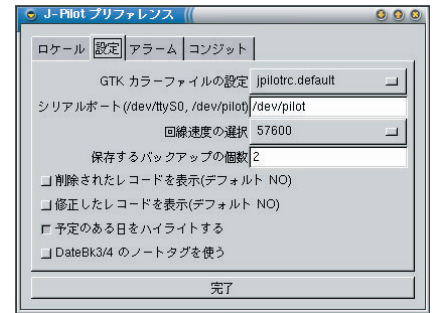 J-Pilot プリファレンス
ロケール 設定 アラーム コンジット
GTK カラーファイルの設定 jpilotrc.default
シリアルポート(/dev/ttyS0, /dev/pilot) /dev/pilot
回線速度の選択 57600
保存するバックアップの個数 2
削除されたレコードを表示(デフォルト NO)
修正したレコードを表示(デフォルト NO)
予定のある日をハイライトする
DateBk3/4 のノートタグを使う
完了